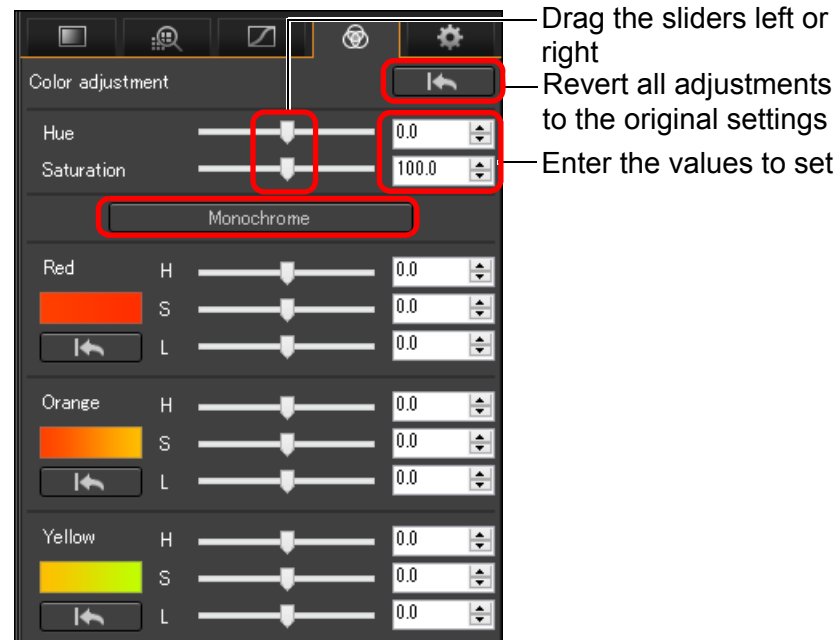 Drag the sliders left or
right
Color adjustment
Revert all adjustments
to the original settings
Hue 0.0
Saturation 100.0
Enter the values to set
Monochrome
Red H 0.0
S 0.0
L 0.0
Orange H 0.0
S 0.0
L 0.0
Yellow H 0.0
S 0.0
L 0.0